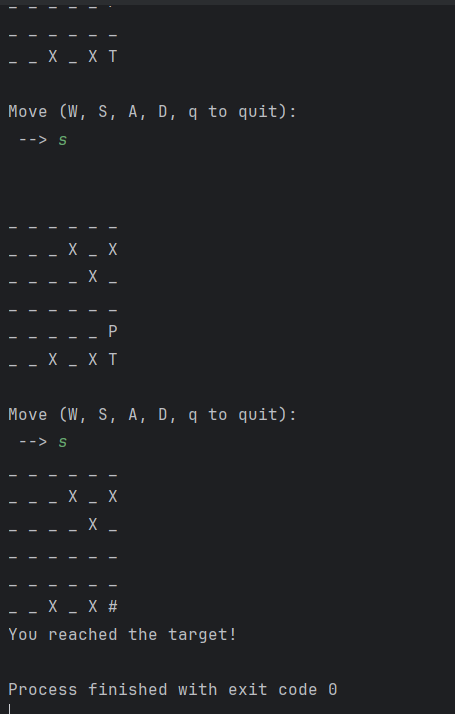 _ _ _ _ _
_ _ _ _ _ _
_ _ X _ X T
Move (W, S, A, D, q to quit):
--> s
_ _ _ _ _ _
_ _ _ X _ X
_ _ _ _ X _
_ _ _ _ _ _
_ _ _ _ _ P
_ _ X _ X T
Move (W, S, A, D, q to quit):
--> s
_ _ _ _ _ _
_ _ _ X _ X
_ _ _ _ X _
_ _ _ _ _ _
_ _ _ _ _ _
_ _ X _ X #
You reached the target!
Process finished with exit code 0